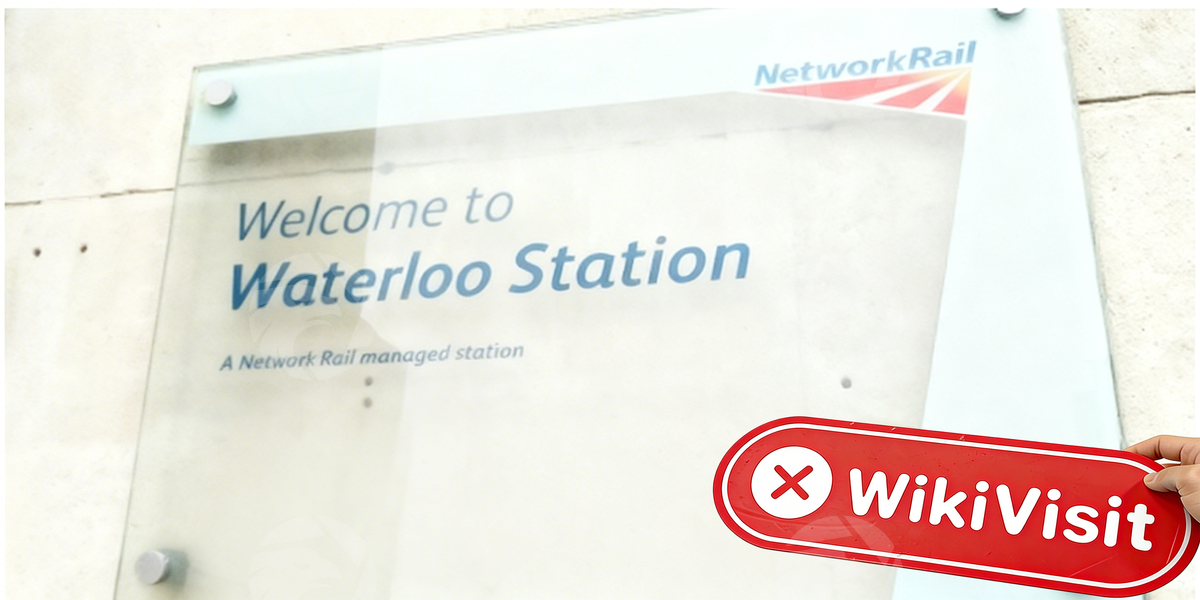 NetworkRail
Welcome to
Waterloo Station
A Network Rail managed station
WikiVisit